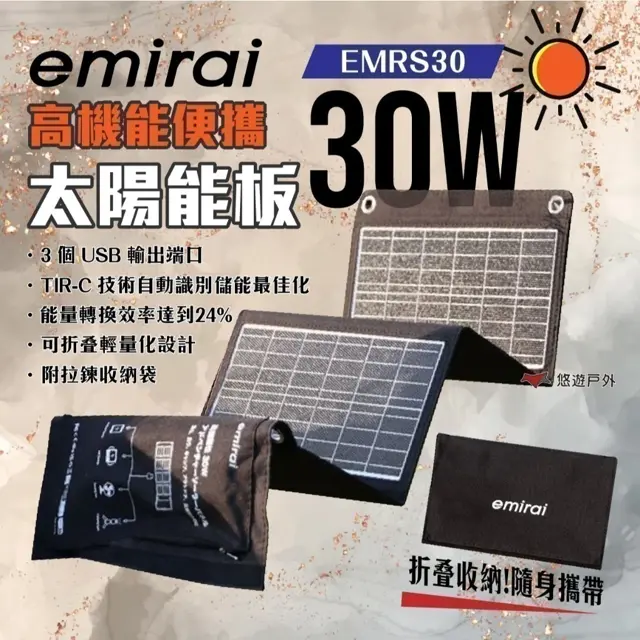 emirai
EMRS30
30W
高機能便攜
太陽能板
・3 個 USB 輸出端口
・TIR-C 技術自動識別儲能最佳化
・能量轉換效率達到24%
・可折叠輕量化設計
・附拉鍊收納袋
悠遊戶外
emirai
emirai
折叠收納!隨身攜帶